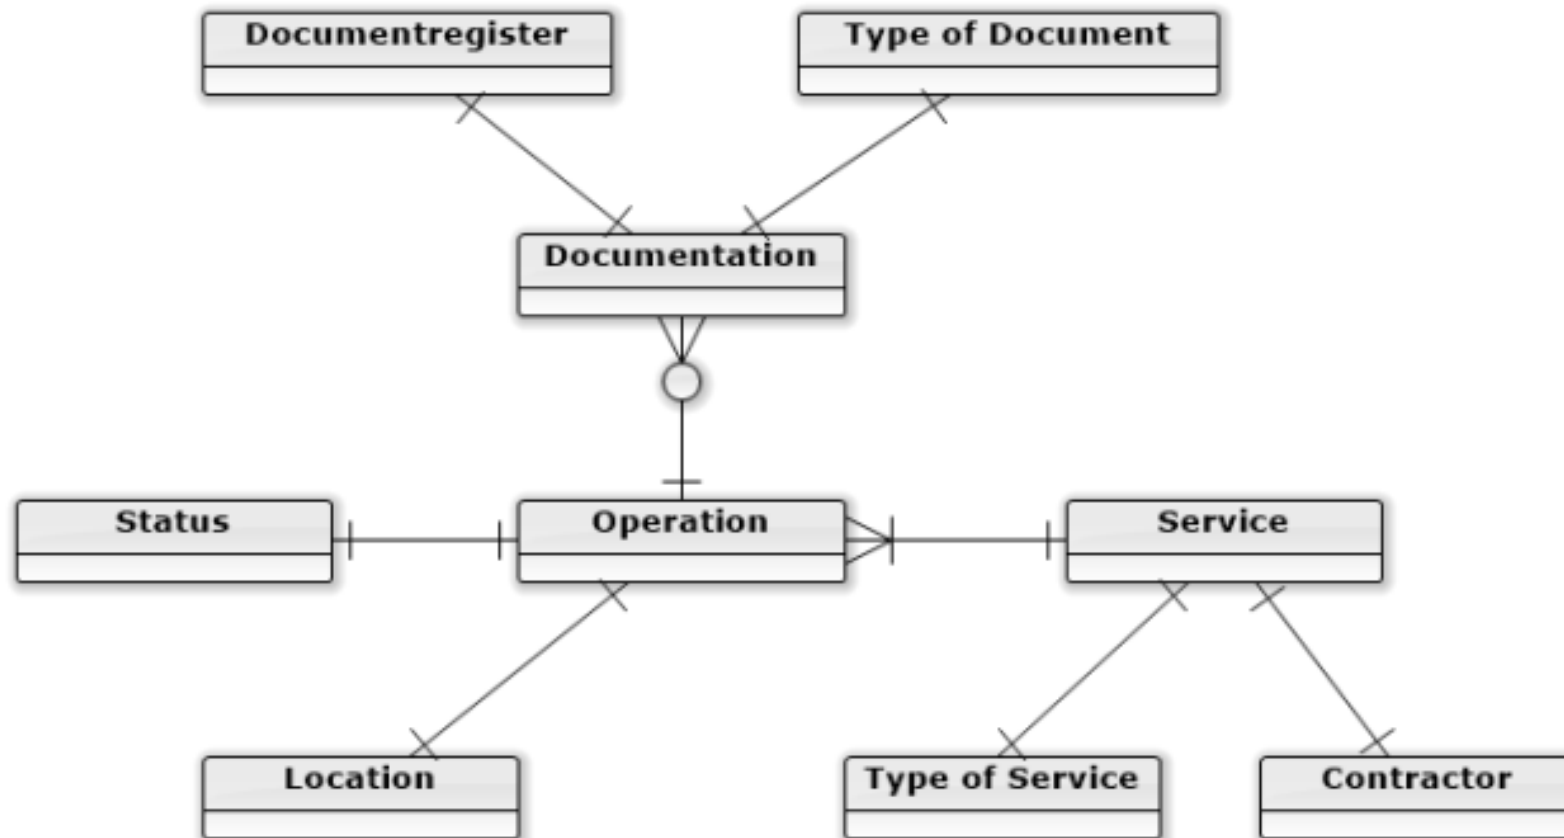 Documentregister
Type of Document
Documentation
Status
Operation
Service
Location
Type of Service
Contractor